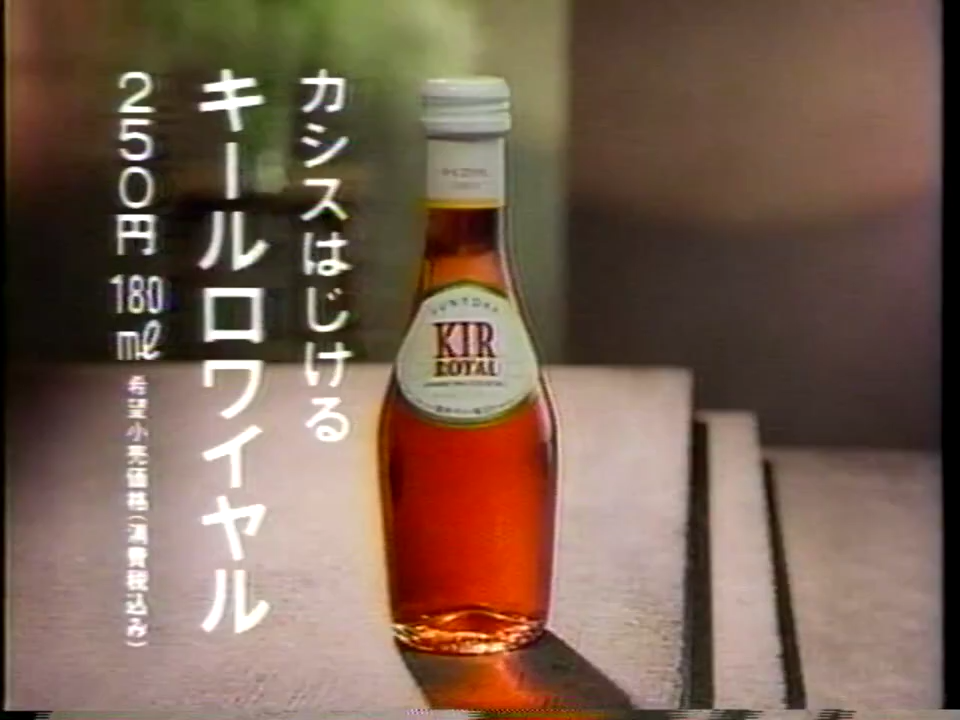 カシスはじける
キールロワイヤル
250円 180ml 希望小売価格(消費税込み)
SUNTORY
KIR
ROYAL